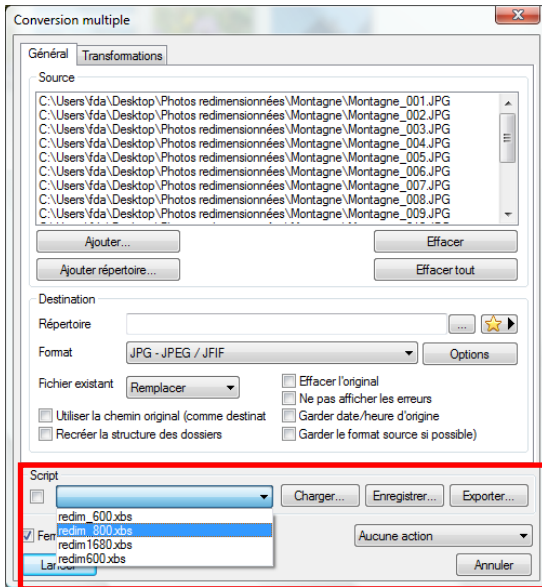 Conversion multiple
Général Transformations
Source
C:\Users\fda\Desktop\Photos redimensionnées\Montagne\Montagne_001.JPG
C:\Users\fda\Desktop\Photos redimensionnées\Montagne\Montagne_002.JPG
C:\Users\fda\Desktop\Photos redimensionnées\Montagne\Montagne_003.JPG
C:\Users\fda\Desktop\Photos redimensionnées\Montagne\Montagne_004.JPG
C:\Users\fda\Desktop\Photos redimensionnées\Montagne\Montagne_005.JPG
C:\Users\fda\Desktop\Photos redimensionnées\Montagne\Montagne_006.JPG
C:\Users\fda\Desktop\Photos redimensionnées\Montagne\Montagne_007.JPG
C:\Users\fda\Desktop\Photos redimensionnées\Montagne\Montagne_008.JPG
C:\Users\fda\Desktop\Photos redimensionnées\Montagne\Montagne_009.JPG
Ajouter... Effacer
Ajouter répertoire... Effacer tout
Destination
Répertoire ...
Format JPG - JPEG / JFIF Options
Fichier existant Remplacer Effacer l'original
Ne pas afficher les erreurs
Utiliser la chemin original (comme destinat Garder date/heure d'origine
Recréer la structure des dossiers Garder le format source si possible)
Script
Charger... Enregistrer... Exporter...
redim_600.xbs
redim_800.xbs
Aucune action
redim1680.xbs
redim600.xbs
Annuler